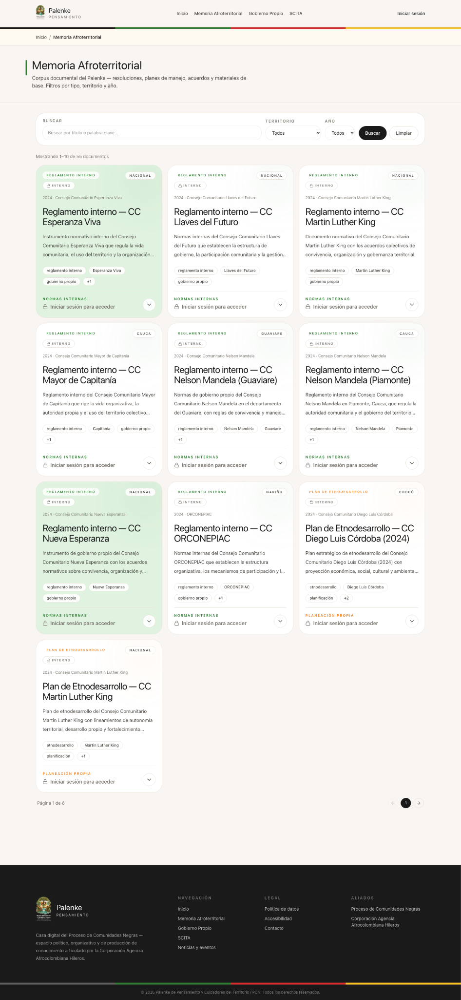 Palenke
PENSAMIENTO
Inicio
Memoria Afroterritorial
Gobierno Propio
SCITA
Iniciar sesión
Inicio / Memoria Afroterritorial
Memoria Afroterritorial
Corpus documental del Palenke — resoluciones, planes de manejo, acuerdos y materiales de
base. Filtros por tipo, territorio y año.
BUSCAR
Buscar por título o palabra clave...
TERRITORIO
Todos
AÑO
Todos
Buscar
Limpiar
Mostrando 1–10 de 55 documentos
REGLAMENTO INTERNO
NACIONAL
INTERNO
2024 · Consejo Comunitario Esperanza Viva
Reglamento interno — CC
Esperanza Viva
Instrumento normativo interno del Consejo
Comunitario Esperanza Viva que regula la vida
comunitaria, el uso del territorio y la organización...
reglamento interno
Esperanza Viva
gobierno propio
+1
NORMAS INTERNAS
Iniciar sesión para acceder
REGLAMENTO INTERNO
NACIONAL
INTERNO
2024 · Consejo Comunitario Llaves del Futuro
Reglamento interno — CC
Llaves del Futuro
Normas internas del Consejo Comunitario Llaves
del Futuro que establecen la estructura de
gobierno, la participación comunitaria y la gestión...
reglamento interno
Llaves del Futuro
gobierno propio
NORMAS INTERNAS
Iniciar sesión para acceder
REGLAMENTO INTERNO
NACIONAL
INTERNO
2024 · Consejo Comunitario Martin Luther King
Reglamento interno — CC
Martin Luther King
Documento normativo del Consejo Comunitario
Martin Luther King con los acuerdos colectivos de
convivencia, organización y gobernanza territorial.
reglamento interno
Martin Luther King
gobierno propio
NORMAS INTERNAS
Iniciar sesión para acceder
REGLAMENTO INTERNO
CAUCA
INTERNO
2024 · Consejo Comunitario Mayor de Capitanía
Reglamento interno — CC
Mayor de Capitanía
Reglamento interno del Consejo Comunitario Mayor
de Capitanía que rige la vida organizativa, la
autoridad propia y el uso del territorio colectivo...
reglamento interno
Capitanía
gobierno propio
+1
NORMAS INTERNAS
Iniciar sesión para acceder
REGLAMENTO INTERNO
GUAVIARE
INTERNO
2024 · Consejo Comunitario Nelson Mandela
Reglamento interno — CC
Nelson Mandela (Guaviare)
Normas de gobierno propio del Consejo
Comunitario Nelson Mandela en el departamento
del Guaviare, con reglas de convivencia y manejo...
reglamento interno
Nelson Mandela
Guaviare
+1
NORMAS INTERNAS
Iniciar sesión para acceder
REGLAMENTO INTERNO
CAUCA
INTERNO
2024 · Consejo Comunitario Nelson Mandela
Reglamento interno — CC
Nelson Mandela (Piamonte)
Reglamento interno del Consejo Comunitario
Nelson Mandela en Piamonte, Cauca, que regula la
autoridad comunitaria y el gobierno del territorio...
reglamento interno
Nelson Mandela
Piamonte
+1
NORMAS INTERNAS
Iniciar sesión para acceder
REGLAMENTO INTERNO
NACIONAL
INTERNO
2024 · Consejo Comunitario Nueva Esperanza
Reglamento interno — CC
Nueva Esperanza
Instrumento de gobierno propio del Consejo
Comunitario Nueva Esperanza con los acuerdos
normativos sobre convivencia, organización y...
reglamento interno
Nueva Esperanza
gobierno propio
NORMAS INTERNAS
Iniciar sesión para acceder
REGLAMENTO INTERNO
NARIÑO
INTERNO
2024 · ORCONEPIAC
Reglamento interno — CC
ORCONEPIAC
Normas internas del Consejo Comunitario
ORCONEPIAC que establecen la estructura
organizativa, los mecanismos de participación y l...
reglamento interno
ORCONEPIAC
gobierno propio
+1
NORMAS INTERNAS
Iniciar sesión para acceder
PLAN DE ETNODESARROLLO
CHOCÓ
INTERNO
2024 · Consejo Comunitario Diego Luis Córdoba
Plan de Etnodesarrollo — CC
Diego Luis Córdoba (2024)
Plan estratégico de etnodesarrollo del Consejo
Comunitario Diego Luis Córdoba (2024) con
proyección económica, social, cultural y ambienta...
etnodesarrollo
Diego Luis Córdoba
planificación
+2
PLANEACIÓN PROPIA
Iniciar sesión para acceder
PLAN DE ETNODESARROLLO
NACIONAL
INTERNO
2024 · Consejo Comunitario Martin Luther King
Plan de Etnodesarrollo — CC
Martin Luther King
Plan de etnodesarrollo del Consejo Comunitario
Martin Luther King con lineamientos de autonomía
territorial, desarrollo propio y fortalecimiento...
etnodesarrollo
Martin Luther King
planificación
+1
PLANEACIÓN PROPIA
Iniciar sesión para acceder
Página 1 de 6
← 1 →
Palenke
PENSAMIENTO
Casa digital del Proceso de Comunidades Negras —
espacio político, organizativo y de producción de
conocimiento articulado por la Corporación Agencia
Afrocolombiana Hileros.
NAVEGACIÓN
Inicio
Memoria Afroterritorial
Gobierno Propio
SCITA
Noticias y eventos
LEGAL
Política de datos
Accesibilidad
Contacto
ALIADOS
Proceso de Comunidades Negras
Corporación Agencia
Afrocolombiana Hileros
© 2026 Palenke de Pensamiento y Cuidadores del Territorio / PCN. Todos los derechos reservados.